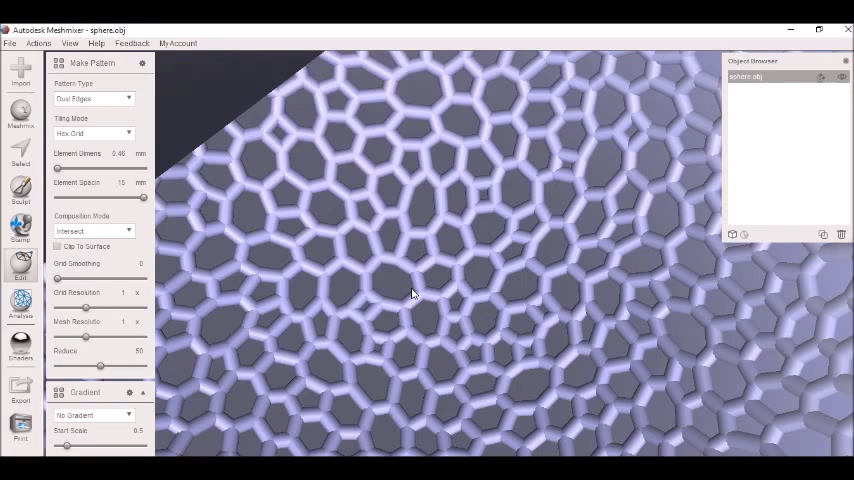 Autodesk Meshmixer - sphere.obj
File Actions View Help Feedback My Account
Import
Meshmix
Select
Sculpt
Stamp
Edit
Analysis
Shaders
Export
Print
Make Pattern
Pattern Type
Dual Edges
Tiling Mode
Hex Grid
Element Dimens 0.46 mm
Element Spacin 15 mm
Composition Mode
Intersect
Clip To Surface
Grid Smoothing 0
Grid Resolution 1 x
Mesh Resolutio 1 x
Reduce 50
Gradient
No Gradient
Start Scale 0.5
Object Browser
sphere.obj